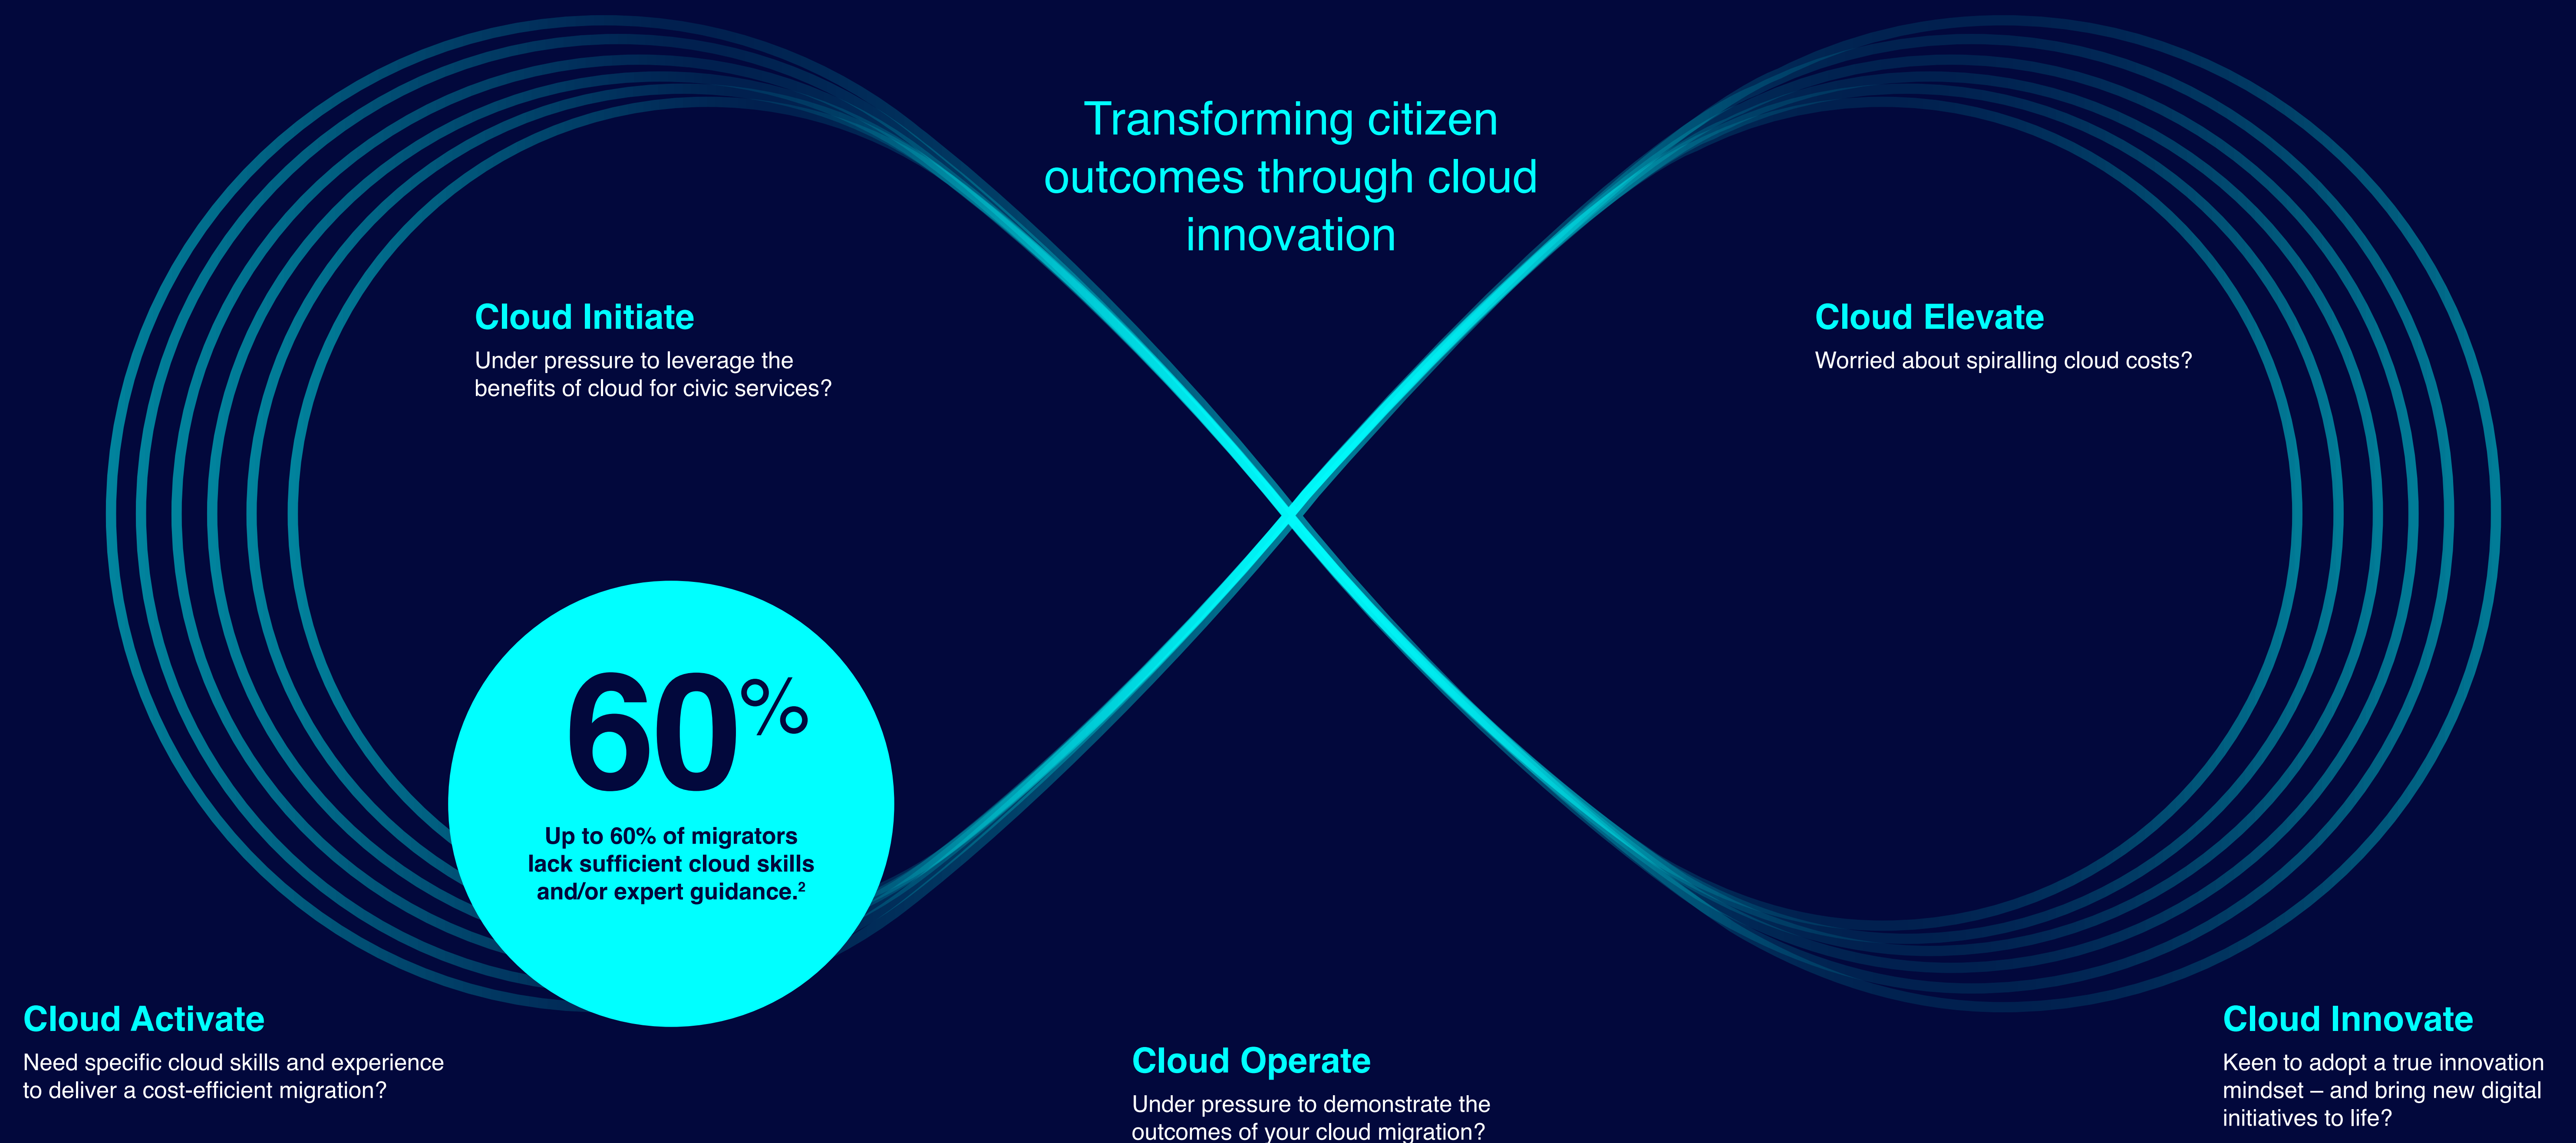 Transforming citizen
outcomes through cloud
innovation
Cloud Initiate
Under pressure to leverage the
benefits of cloud for civic services?
Cloud Elevate
Worried about spiralling cloud costs?
60%
Up to 60% of migrators
lack sufficient cloud skills
and/or expert guidance.²
Cloud Activate
Need specific cloud skills and experience
to deliver a cost-efficient migration?
Cloud Operate
Under pressure to demonstrate the
outcomes of your cloud migration?
Cloud Innovate
Keen to adopt a true innovation
mindset – and bring new digital
initiatives to life?